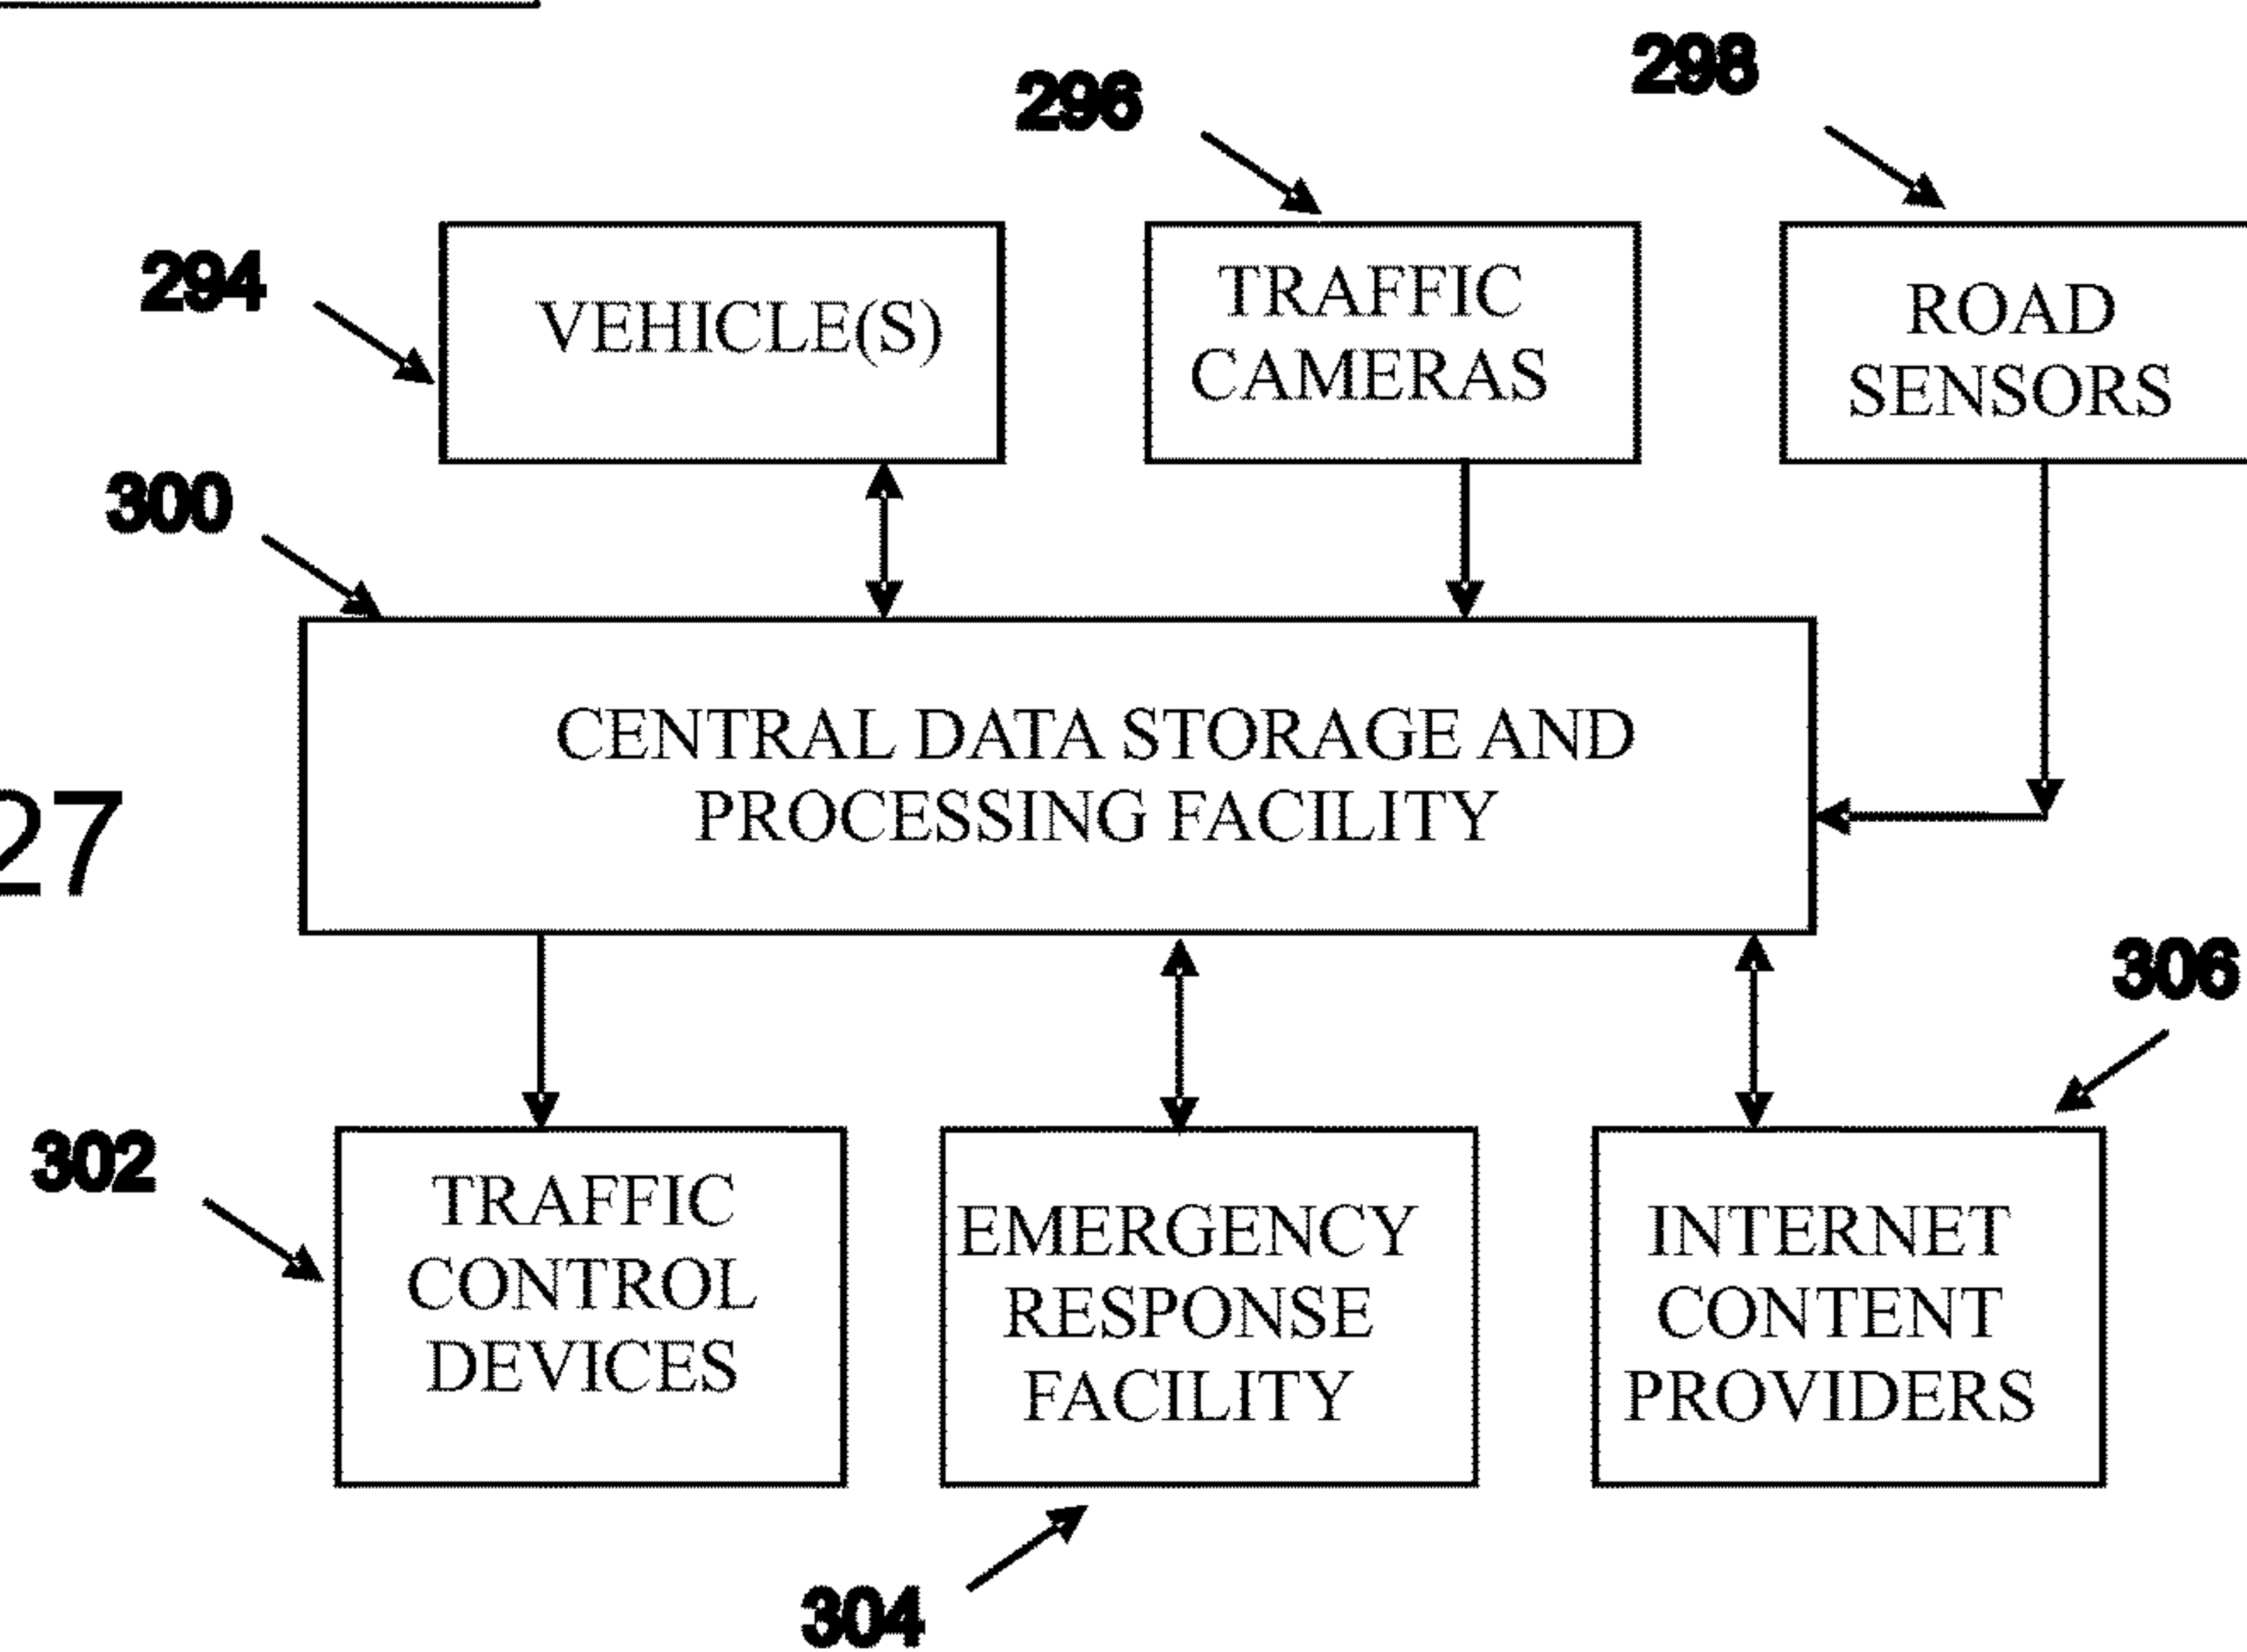 298
296
294
VEHICLE(S)
TRAFFIC
CAMERAS
ROAD
SENSORS
300
CENTRAL DATA STORAGE AND
PROCESSING FACILITY
27
306
302
TRAFFIC
CONTROL
DEVICES
EMERGENCY
RESPONSE
FACILITY
INTERNET
CONTENT
PROVIDERS
304